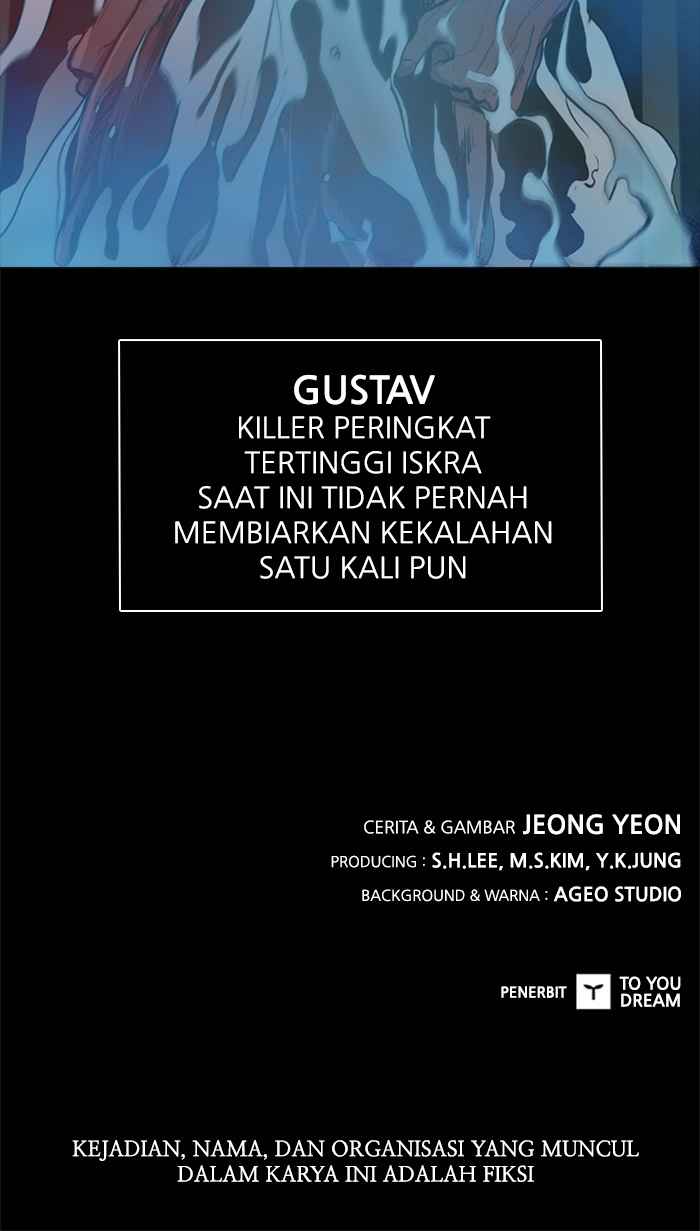 GUSTAV
KILLER PERINGKAT
TERTINGGI ISKRA
SAAT INI TIDAK PERNAH
MEMBIARKAN KEKALAHAN
SATU KALI PUN
CERITA & GAMBAR JEONG YEON
PRODUCING : S.H.LEE, M.S.KIM, Y.K.JUNG
BACKGROUND & WARNA : AGEO STUDIO
PENERBIT TO YOU
DREAM
KEJADIAN, NAMA, DAN ORGANISASI YANG MUNCUL
DALAM KARYA INI ADALAH FIKSI